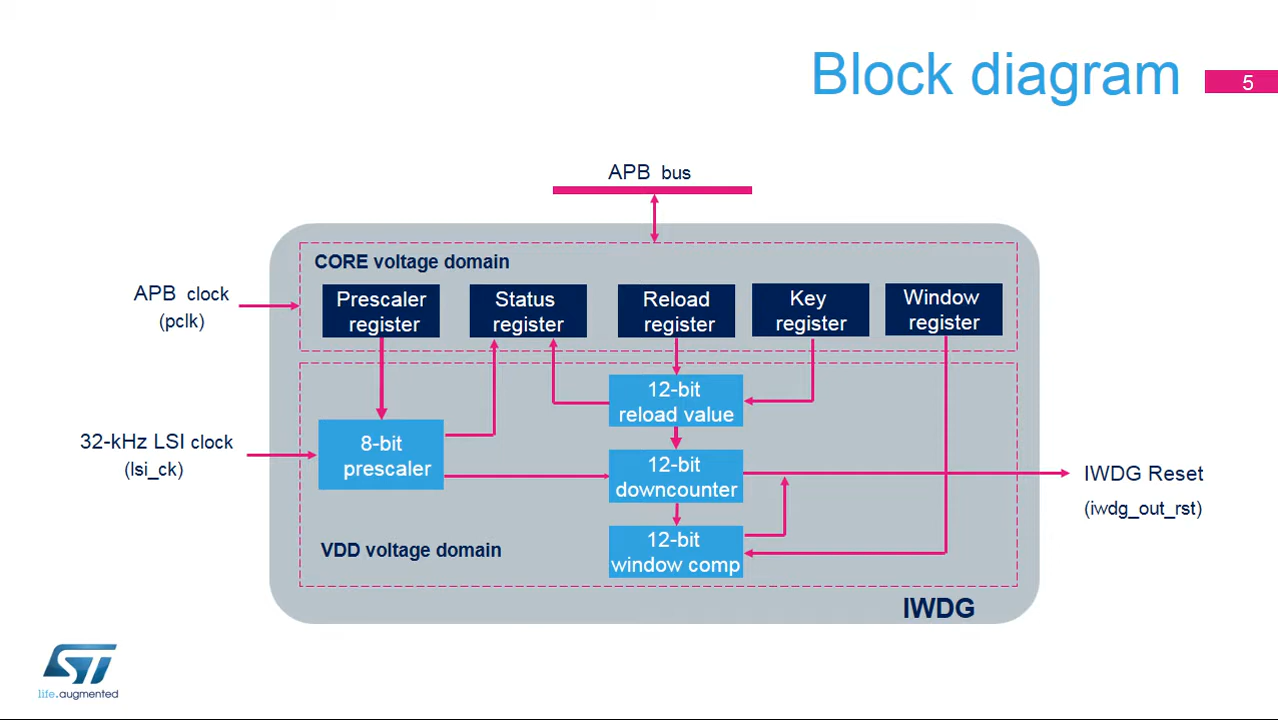 Block diagram
5
APB bus
CORE voltage domain
APB clock
(pclk)
Prescaler
register
Status
register
Reload
register
Key
register
Window
register
12-bit
reload value
32-kHz LSI clock
(lsi_ck)
8-bit
prescaler
12-bit
downcounter
IWDG Reset
(iwdg_out_rst)
12-bit
window comp
VDD voltage domain
IWDG
ST
life.augmented